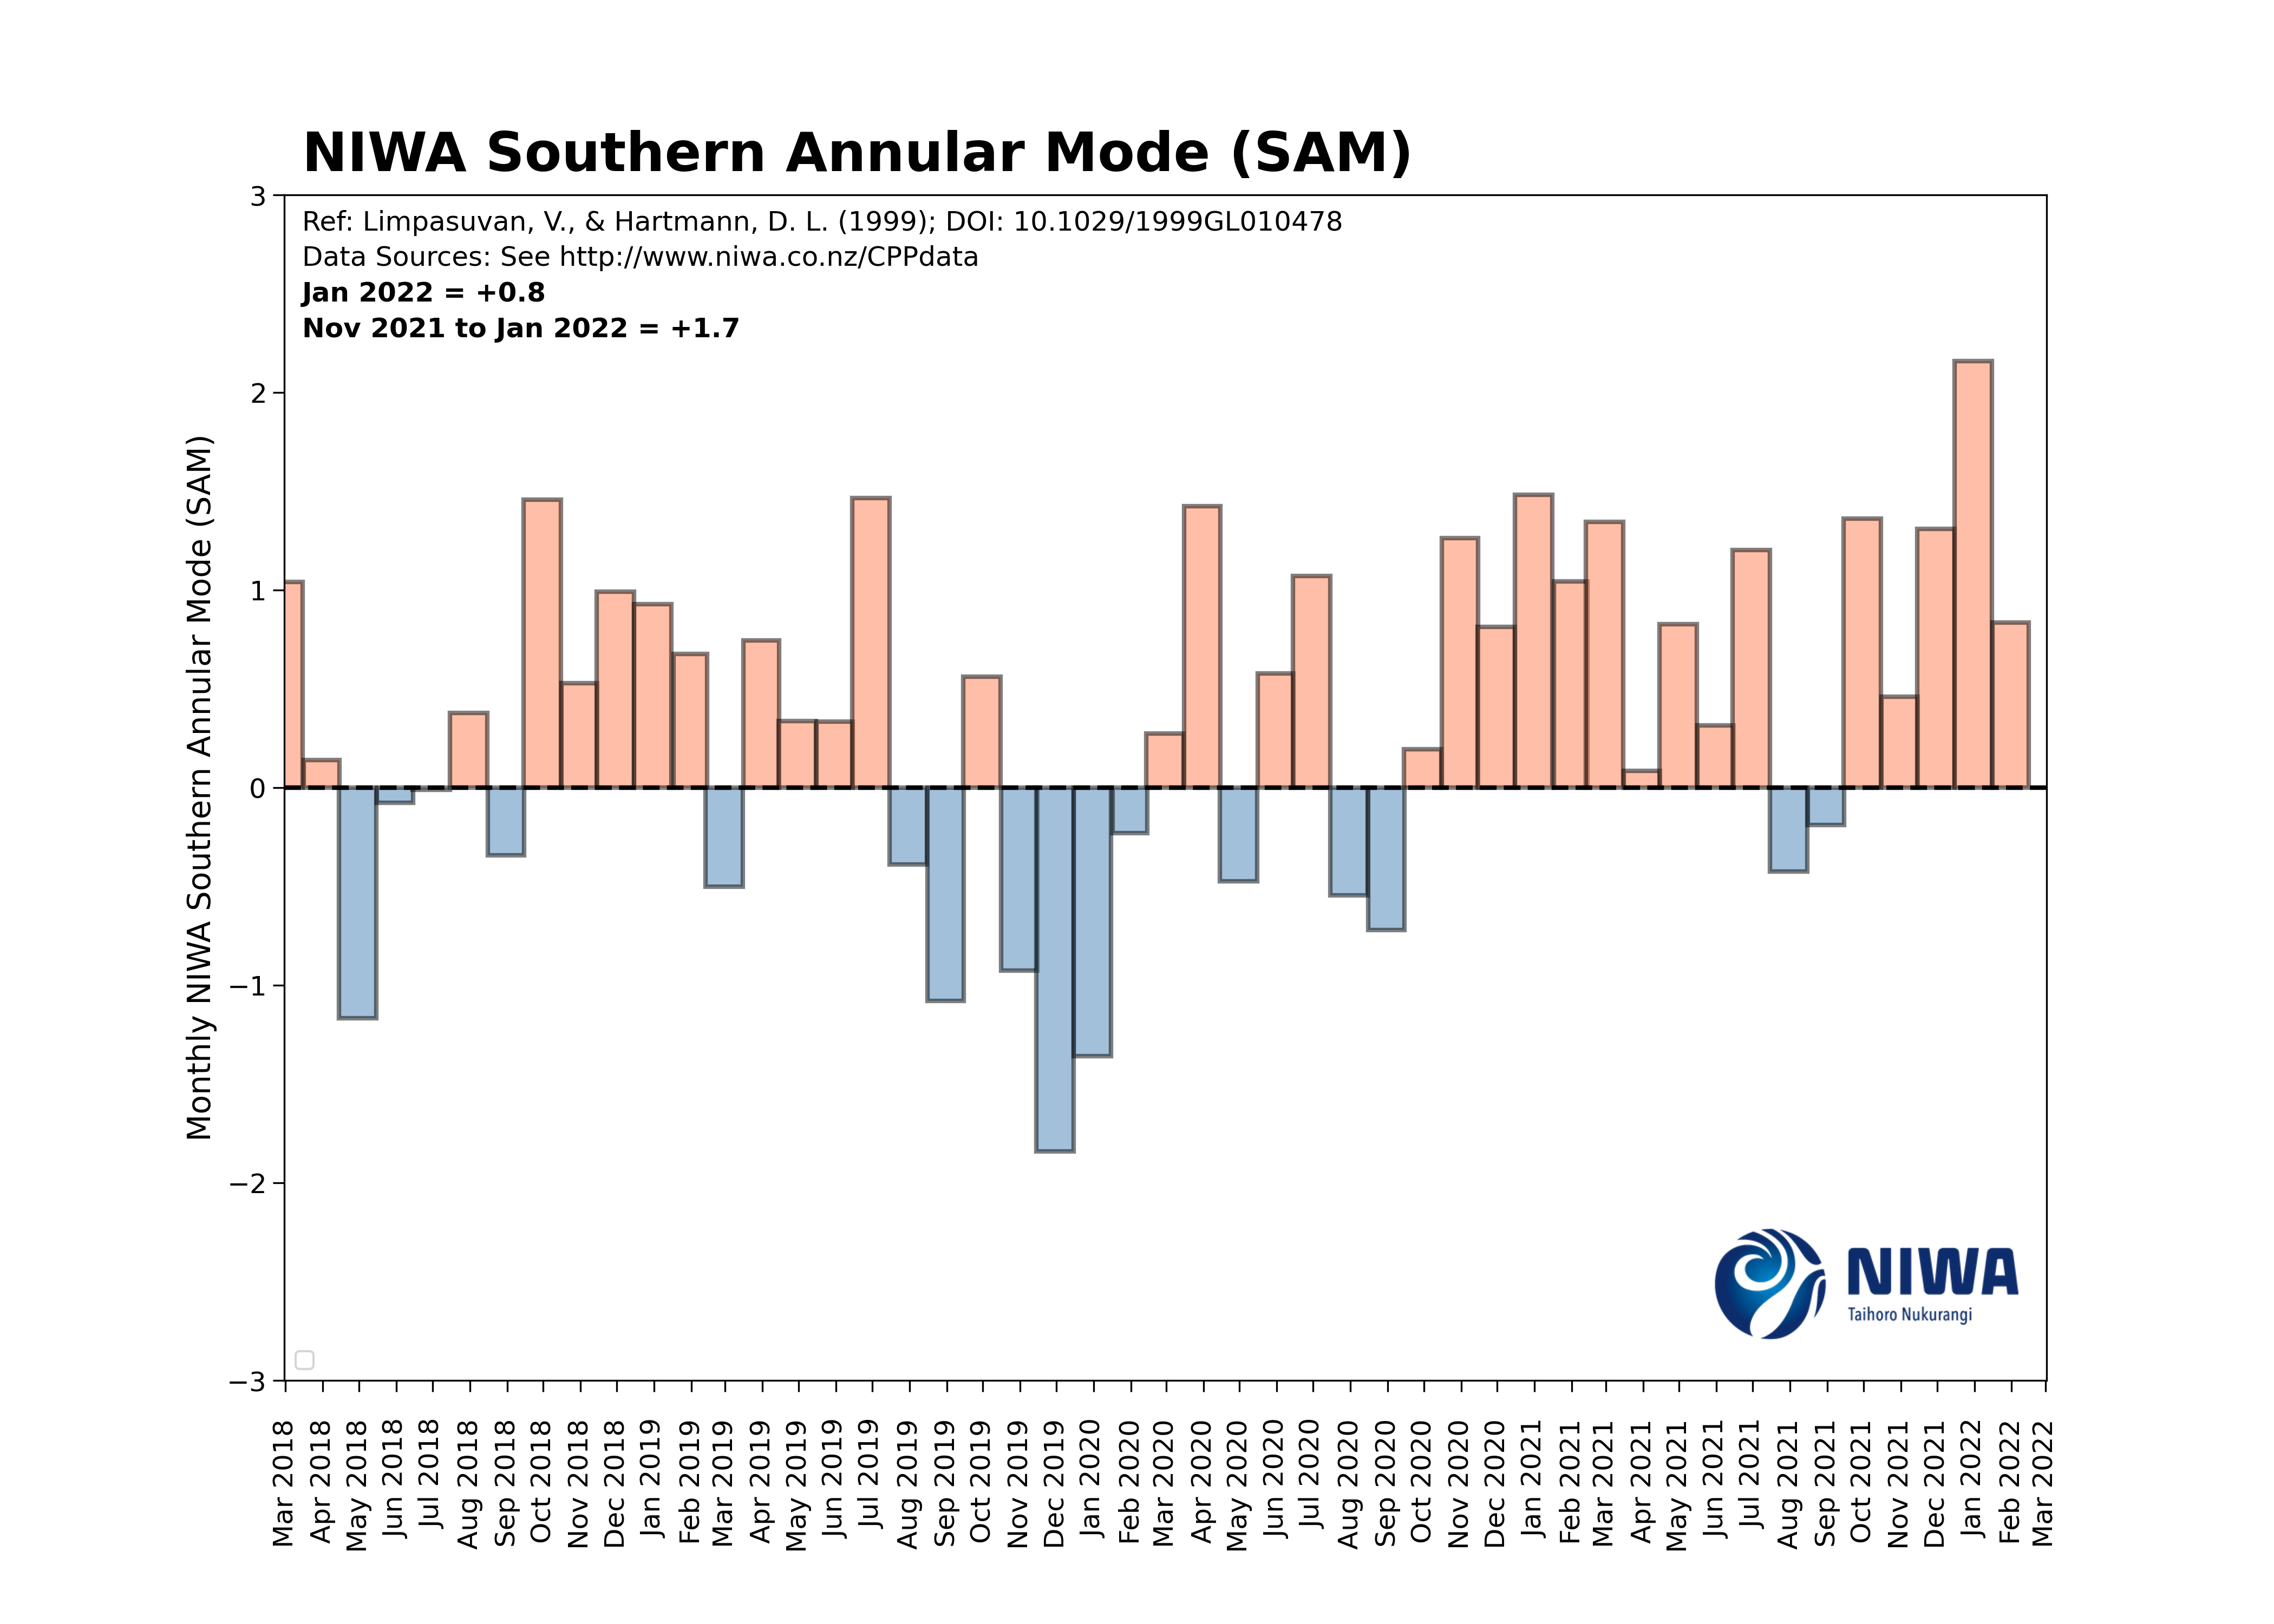 NIWA Southern Annular Mode (SAM)
Ref: Limpasuvan, V., & Hartmann, D. L. (1999); DOI: 10.1029/1999GL010478
Data Sources: See http://www.niwa.co.nz/CPPdata
Jan 2022 = +0.8
Nov 2021 to Jan 2022 = +1.7
Monthly NIWA Southern Annular Mode (SAM)
3
2
1
0
−1
−2
−3
NIWA
Taihoro Nukurangi
Mar 2018
Apr 2018
May 2018
Jun 2018
Jul 2018
Aug 2018
Sep 2018
Oct 2018
Nov 2018
Dec 2018
Jan 2019
Feb 2019
Mar 2019
Apr 2019
May 2019
Jun 2019
Jul 2019
Aug 2019
Sep 2019
Oct 2019
Nov 2019
Dec 2019
Jan 2020
Feb 2020
Mar 2020
Apr 2020
May 2020
Jun 2020
Jul 2020
Aug 2020
Sep 2020
Oct 2020
Nov 2020
Dec 2020
Jan 2021
Feb 2021
Mar 2021
Apr 2021
May 2021
Jun 2021
Jul 2021
Aug 2021
Sep 2021
Oct 2021
Nov 2021
Dec 2021
Jan 2022
Feb 2022
Mar 2022